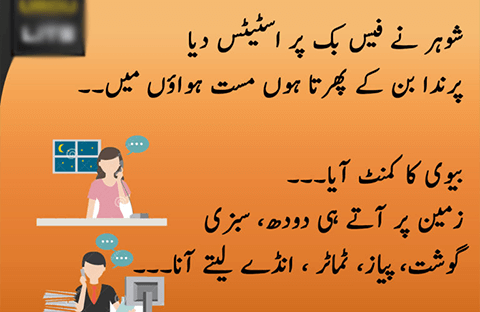 شوہر نے فیس بک پر اسٹیٹس دیا
پرندا بن کے پھرتا ہوں مست ہواؤں میں۔۔
بیوی کا کمنٹ آیا۔۔۔
زمین پر آتے ہی دودھ، سبزی
گوشت، پیاز، ٹماٹر ، انڈے لیتے آنا۔۔۔۔